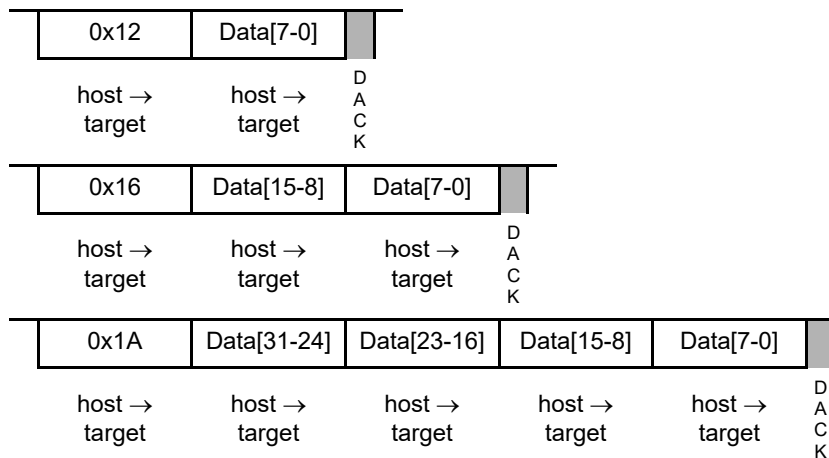 0x12 Data[7-0]
host → host →
target target
D
A
C
K
0x16 Data[15-8] Data[7-0]
host → host → host →
target target target
D
A
C
K
0x1A Data[31-24] Data[23-16] Data[15-8] Data[7-0]
host → host → host → host → host →
target target target target target
D
A
C
K